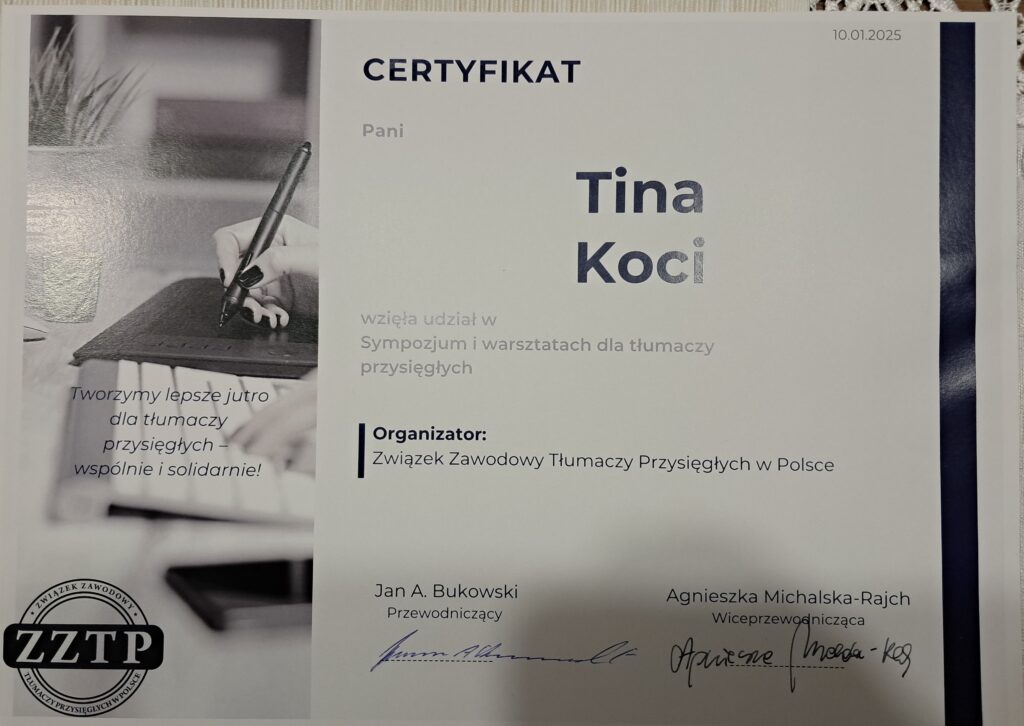 10.01.2025
CERTYFIKAT
Pani
Tina
Koci
wzięła udział w
Sympozjum i warsztatach dla tłumaczy
przysięgłych
Tworzymy lepsze jutro
dla tłumaczy
przysięgłych –
wspólnie i solidarnie!
Organizator:
Związek Zawodowy Tłumaczy Przysięgłych w Polsce
Jan A. Bukowski
Przewodniczący
Agnieszka Michalska-Rajch
Wiceprzewodnicząca
ZWIĄZEK ZAWODOWY
ZZTP
TŁUMACZY PRZYSIĘGŁYCH W POLSCE